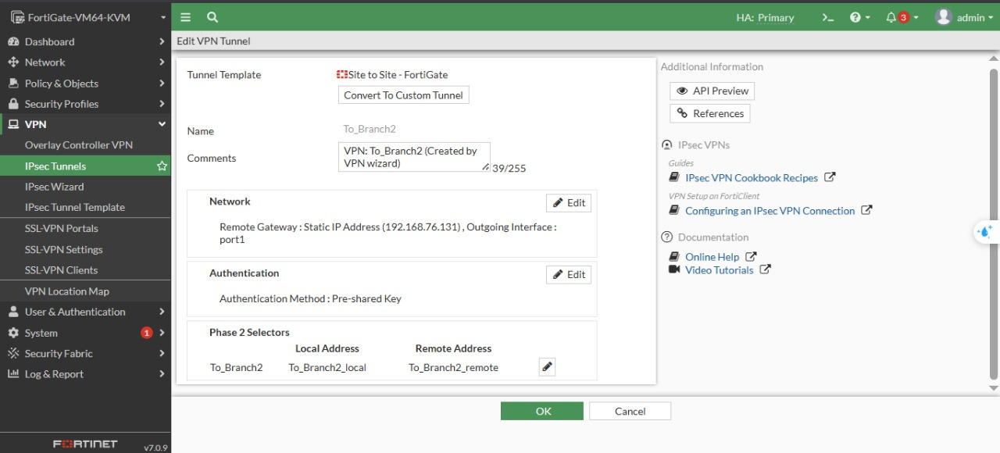 FortiGate-VM64-KVM
HA: Primary
>_
3
admin
Dashboard
Network
Policy & Objects
Security Profiles
VPN
Overlay Controller VPN
IPsec Tunnels
IPsec Wizard
IPsec Tunnel Template
SSL-VPN Portals
SSL-VPN Settings
SSL-VPN Clients
VPN Location Map
User & Authentication
System 1
Security Fabric
Log & Report
FORTINET
v7.0.9
Edit VPN Tunnel
Tunnel Template
Site to Site - FortiGate
Convert To Custom Tunnel
Name
To_Branch2
Comments
VPN: To_Branch2 (Created by
VPN wizard)
39/255
Network
Edit
Remote Gateway : Static IP Address (192.168.76.131) , Outgoing Interface :
port1
Authentication
Edit
Authentication Method : Pre-shared Key
Phase 2 Selectors
Local Address Remote Address
To_Branch2 To_Branch2_local To_Branch2_remote
OK
Cancel
Additional Information
API Preview
References
IPsec VPNs
Guides
IPsec VPN Cookbook Recipes
VPN Setup on FortiClient
Configuring an IPsec VPN Connection
Documentation
Online Help
Video Tutorials